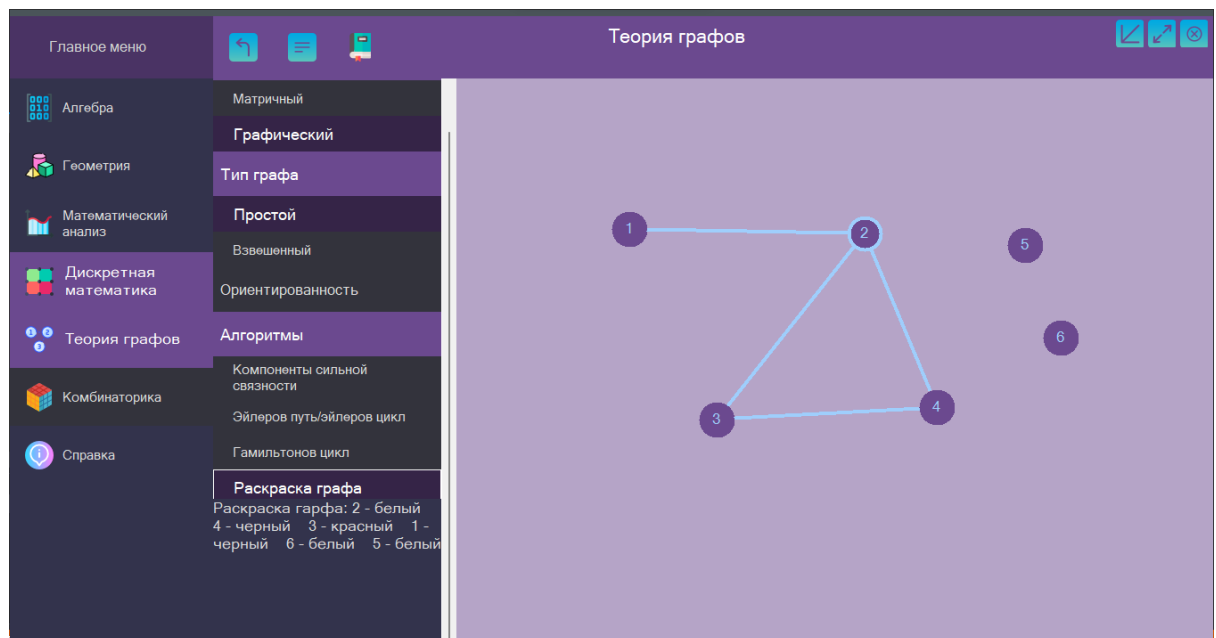 Главное меню
Теория графов
Алгебра
Геометрия
Математический
анализ
Дискретная
математика
Теория графов
Комбинаторика
Справка
Матричный
Графический
Тип графа
Простой
Взвешенный
Ориентированность
Алгоритмы
Компоненты сильной
связности
Эйлеров путь/эйлеров цикл
Гамильтонов цикл
Раскраска графа
Раскраска гарфа: 2 - белый
4 - черный 3 - красный 1 -
черный 6 - белый 5 - белый
1
2
5
6
3
4